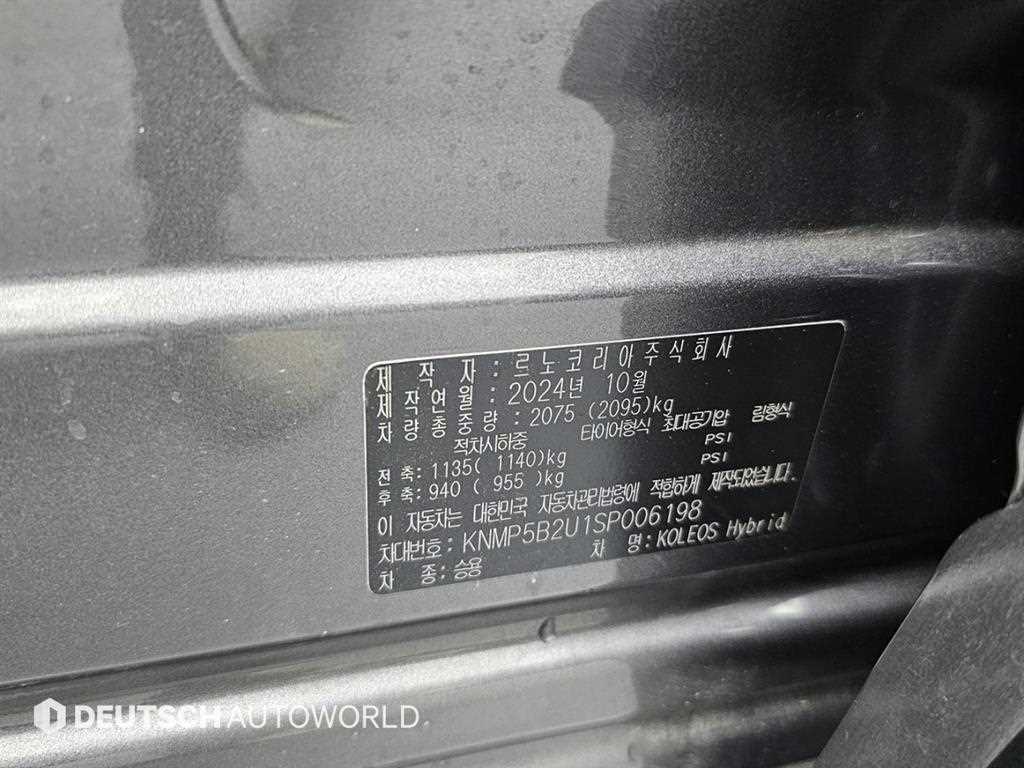 제 작 자 : 르노코리아주식회사
제작연월 : 2024년 10월
차량총중량 : 2075 (2095)kg
적차시하중 타이어형식 최대공기압 림형식
전 축: 1135( 1140)kg PSI
후 축: 940 ( 955 )kg PSI
이 자동차는 대한민국 자동차관리법령에 적합하게 제작되었습니다.
차대번호: KNMP5B2U1SP006198
차 종: 승용 차 명: KOLEOS Hybrid
DEUTSCH AUTOWORLD